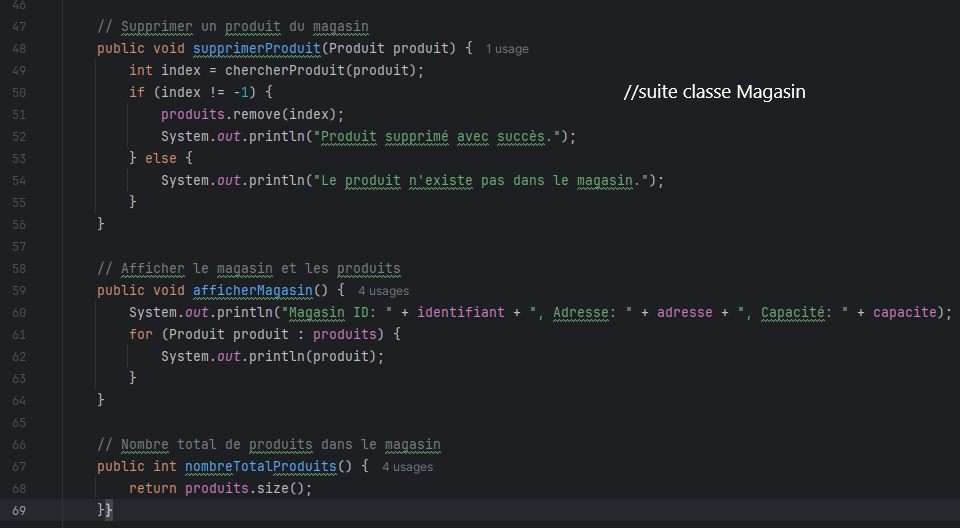 46
47 // Supprimer un produit du magasin
48 public void supprimerProduit(Produit produit) { 1 usage
49 int index = chercherProduit(produit);
50 if (index != -1) { //suite classe Magasin
51 produits.remove(index);
52 System.out.println("Produit supprimé avec succès.");
53 } else {
54 System.out.println("Le produit n'existe pas dans le magasin.");
55 }
56 }
57
58 // Afficher le magasin et les produits
59 public void afficherMagasin() { 4 usages
60 System.out.println("Magasin ID: " + identifiant + ", Adresse: " + adresse + ", Capacité: " + capacite);
61 for (Produit produit : produits) {
62 System.out.println(produit);
63 }
64 }
65
66 // Nombre total de produits dans le magasin
67 public int nombreTotalProduits() { 4 usages
68 return produits.size();
69 }}